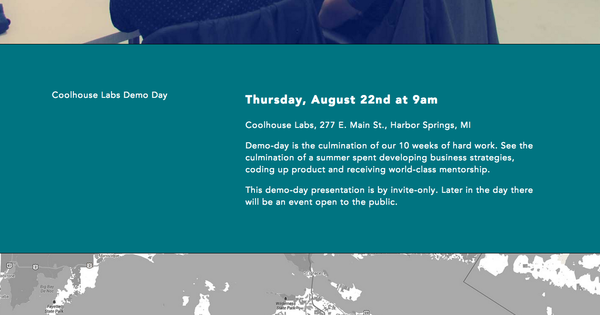 Coolhouse Labs Demo Day
Thursday, August 22nd at 9am
Coolhouse Labs, 277 E. Main St., Harbor Springs, MI
Demo-day is the culmination of our 10 weeks of hard work. See the
culmination of a summer spent developing business strategies,
coding up product and receiving world-class mentorship.
This demo-day presentation is by invite-only. Later in the day there
will be an event open to the public.